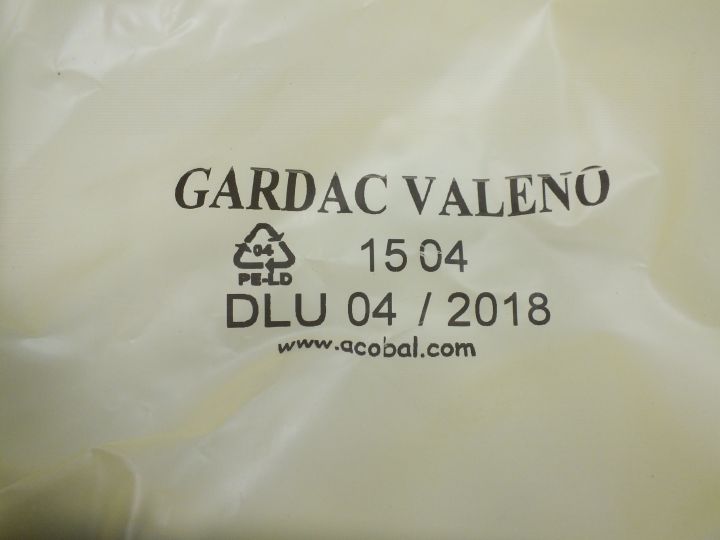 GARDAC VALENO
04
PE-LD
15 04
DLU 04 / 2018
www.acobal.com